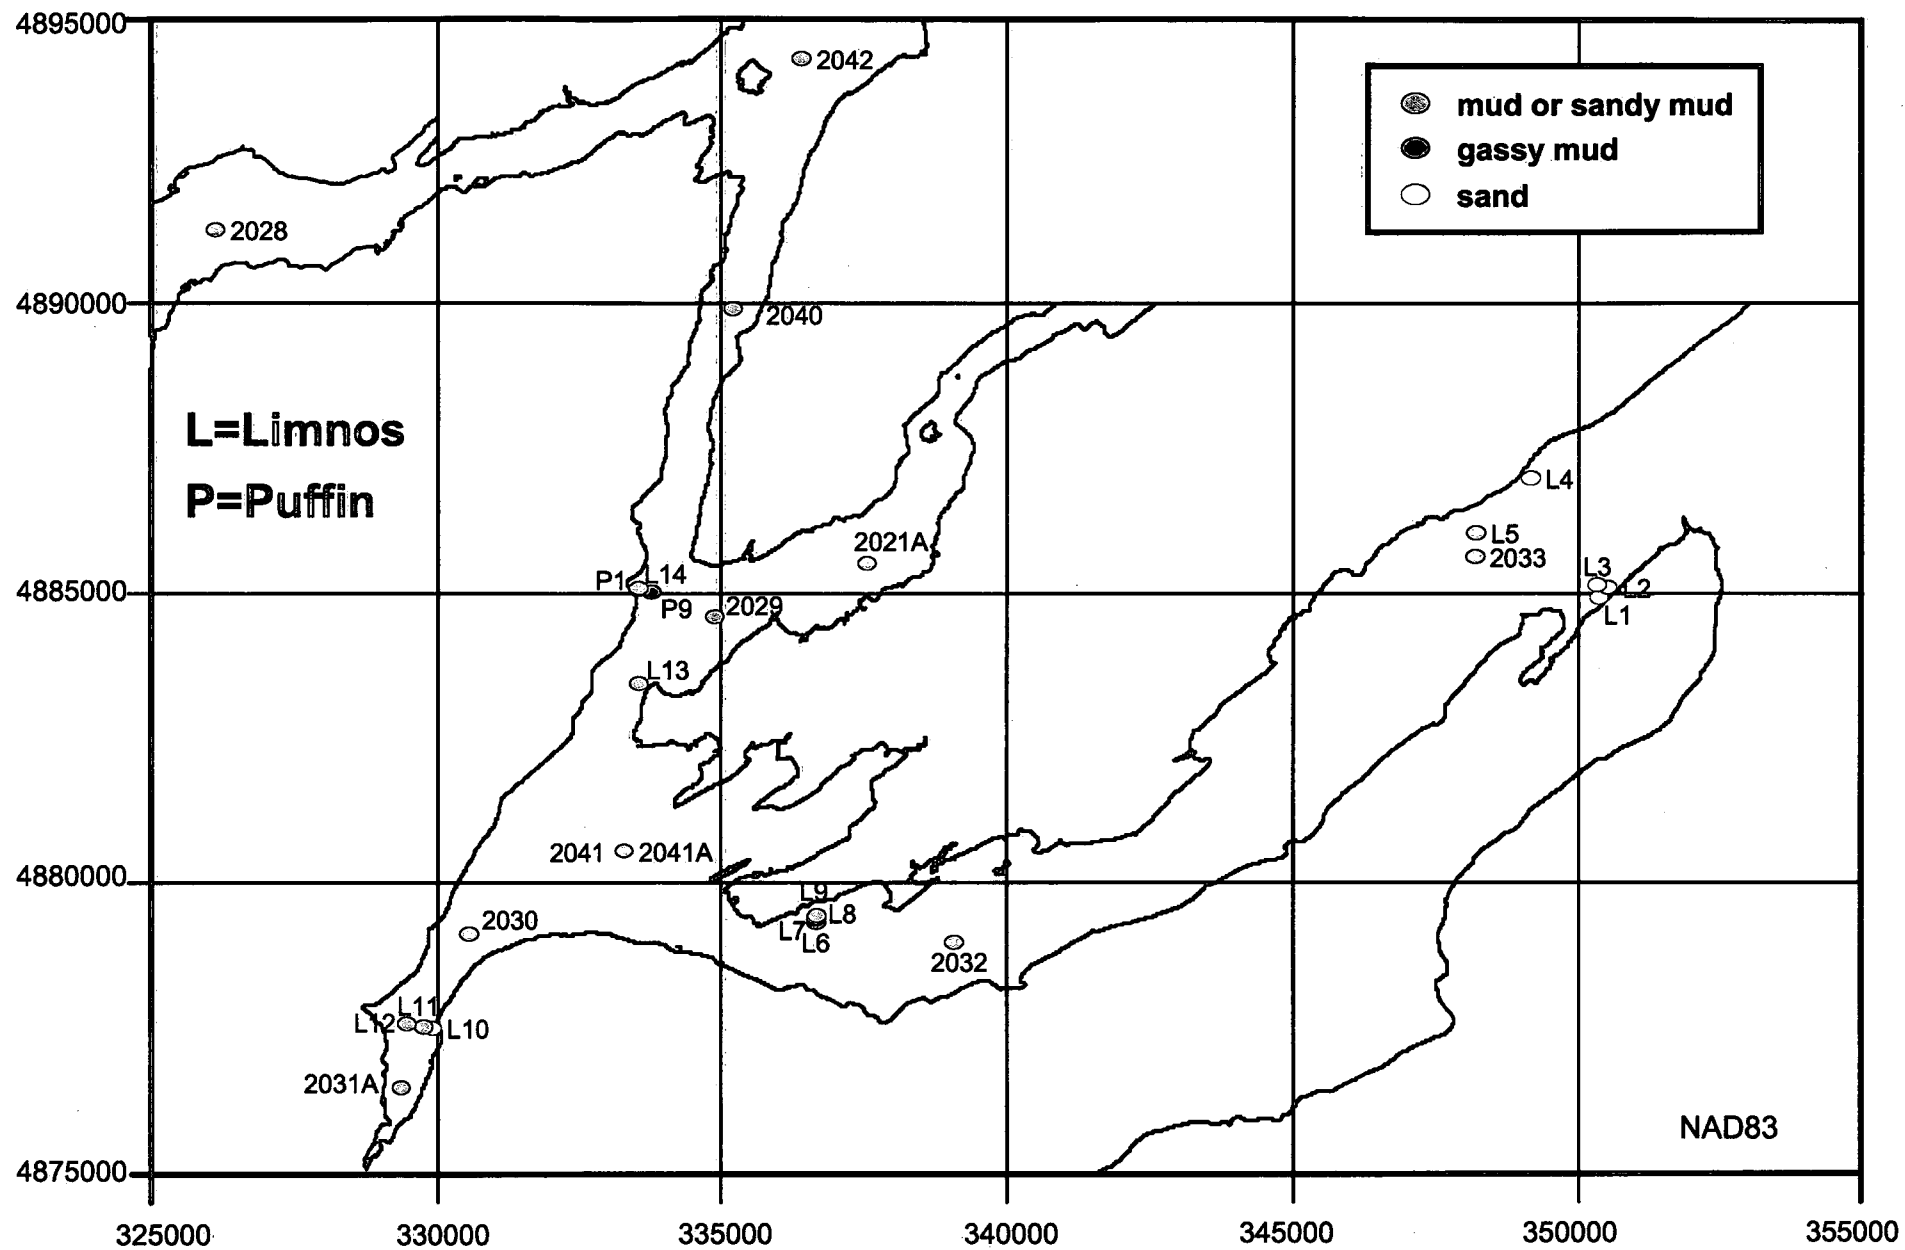 4895000
2042
mud or sandy mud
gassy mud
sand
2028
4890000
2040
L=Limnos
P=Puffin
L4
2021A
L5
2033
P1
L14
L3
L2
4885000
P9
2029
L1
L13
2041
2041A
4880000
L9
L8
L7
L6
2030
2032
L11
L12
L10
2031A
NAD83
4875000
325000
330000
335000
340000
345000
350000
355000